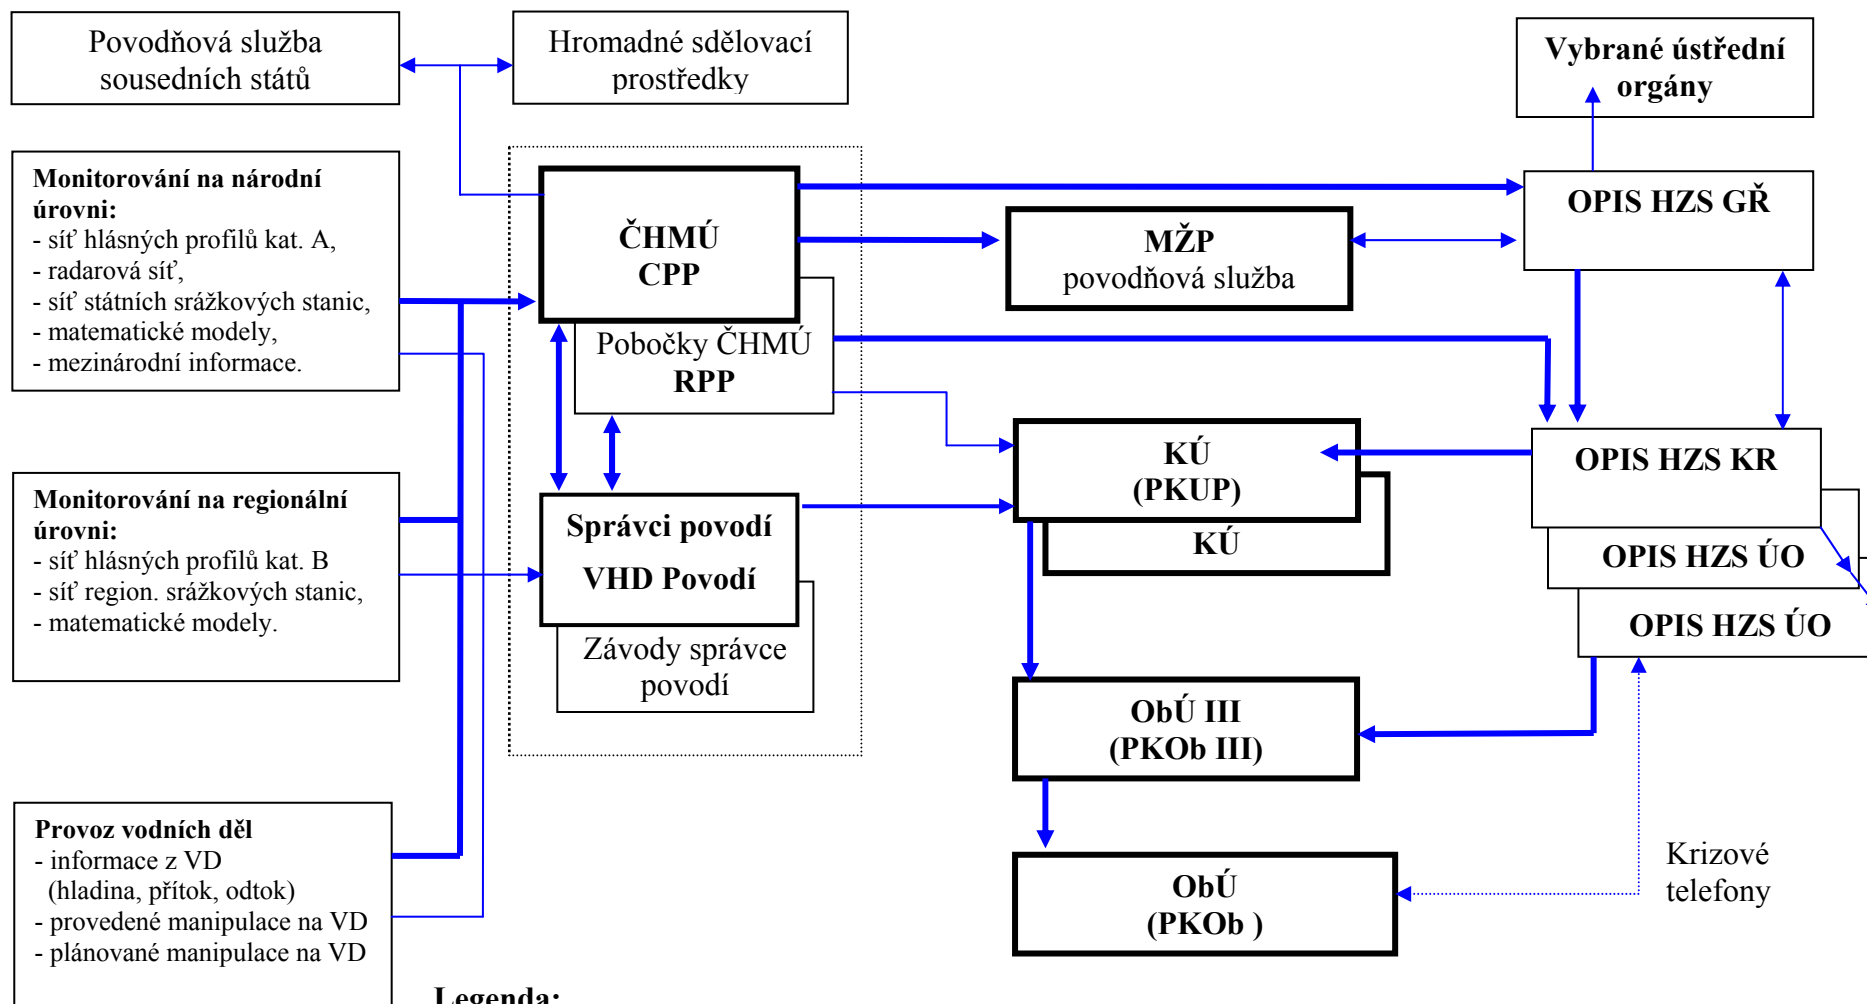 Povodňová služba
sousedních států
Hromadné sdělovací
prostředky
Vybrané ústřední
orgány
Monitorování na národní
úrovni:
- síť hlásných profilů kat. A,
- radarová síť,
- síť státních srážkových stanic,
- matematické modely,
- mezinárodní informace.
ČHMÚ
CPP
Pobočky ČHMÚ
RPP
MŽP
povodňová služba
OPIS HZS GŘ
Monitorování na regionální
úrovni:
- síť hlásných profilů kat. B
- síť region. srážkových stanic,
- matematické modely.
Správci povodí
VHD Povodí
Závody správce
povodí
KÚ
(PKUP)
KÚ
OPIS HZS KR
OPIS HZS ÚO
OPIS HZS ÚO
ObÚ III
(PKOb III)
Provoz vodních děl
- informace z VD
(hladina, přítok, odtok)
- provedené manipulace na VD
- plánované manipulace na VD
ObÚ
(PKOb )
Krizové
telefony
Legenda: